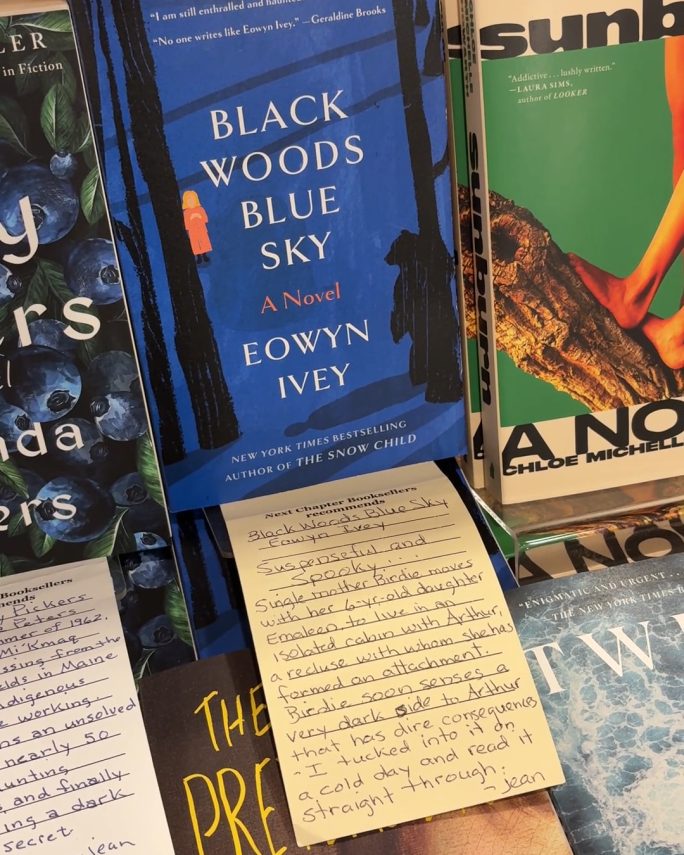 LER
in Fiction
y
rs
nda
ers
"I am still enthralled and haunted
"No one writes like Eowyn Ivey." —Geraldine Brooks
BLACK
WOODS
BLUE
SKY
A Novel
EOWYN
IVEY
NEW YORK TIMES BESTSELLING
AUTHOR OF THE SNOW CHILD
sunb
"Addictive . . . lushly written."
—LAURA SIMS,
author of LOOKER
sunburn
A NO
CHLOE MICHELL
Next Chapter Booksellers
recommends
Black Woods Blue Sky
Eowyn Ivey
Suspenseful and
Spooky...
Single mother Birdie moves
with her 6-yr-old daughter
Emaleen to live in an
isolated cabin with Arthur,
a recluse with whom she has
formed an attachment.
Birdie soon senses a
very dark side to Arthur
that has dire consequences
- I tucked into it on
a cold day and read it
straight through.
- jean
Booksellers
nds
y Pickers
Peters
mmer of 1962,
Mi'kmaq
ssing from the
elds in Maine
digenous
e working.
ns an unsolved
nearly 50
unting
s and finally
ing a dark
secret
jean
THE
PRE
"ENIGMATIC AND URGENT . .
—THE NEW YORK TIMES B
TW